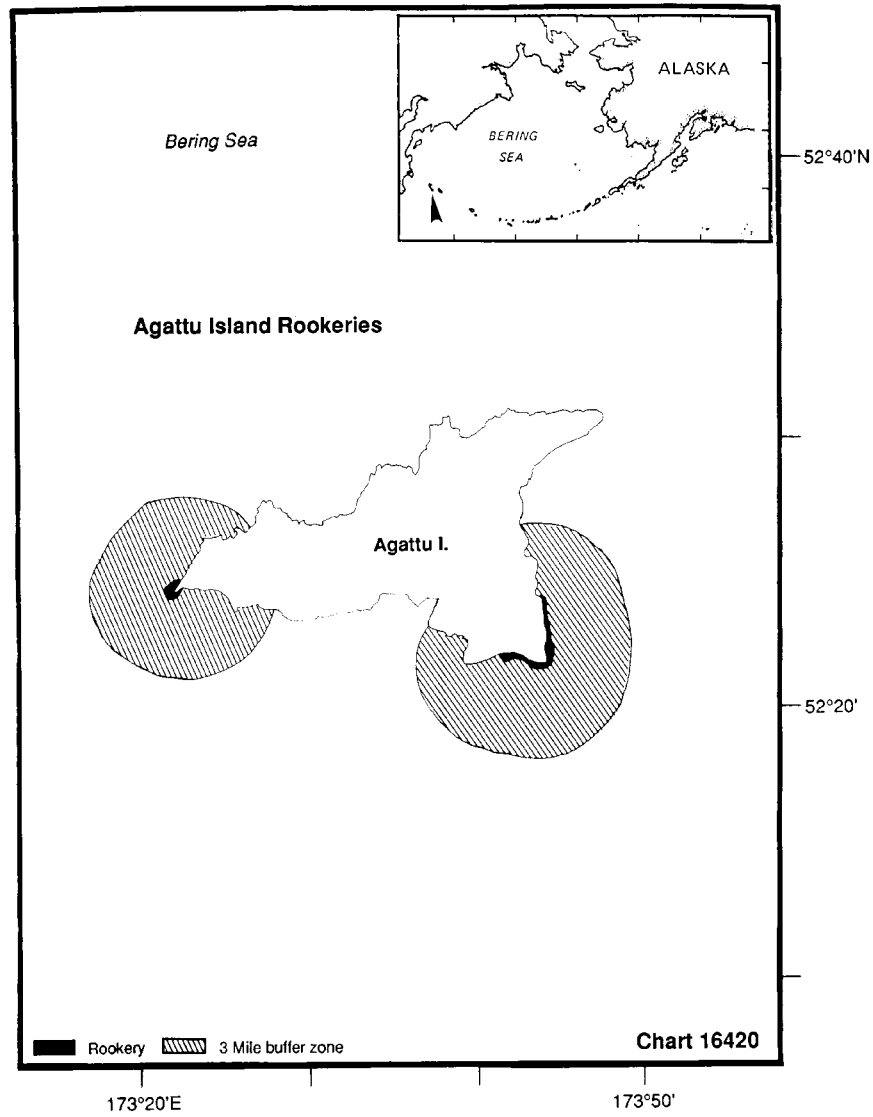 ALASKA
BERING
SEA
Bering Sea
52°40'N
Agattu Island Rookeries
Agattu I.
52°20'
Rookery
3 Mile buffer zone
Chart 16420
173°20'E
173°50'